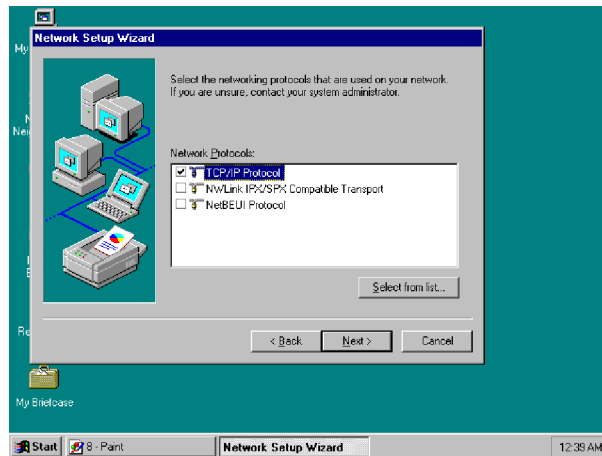 My
Network Setup Wizard
Select the networking protocols that are used on your network.
If you are unsure, contact your system administrator.
Network Protocols:
TCP/IP Protocol
NWLink IPX/SPX Compatible Transport
NetBEUI Protocol
Select from list...
< Back
Next >
Cancel
My Briefcase
Start
8 - Paint
Network Setup Wizard
12:39 AM